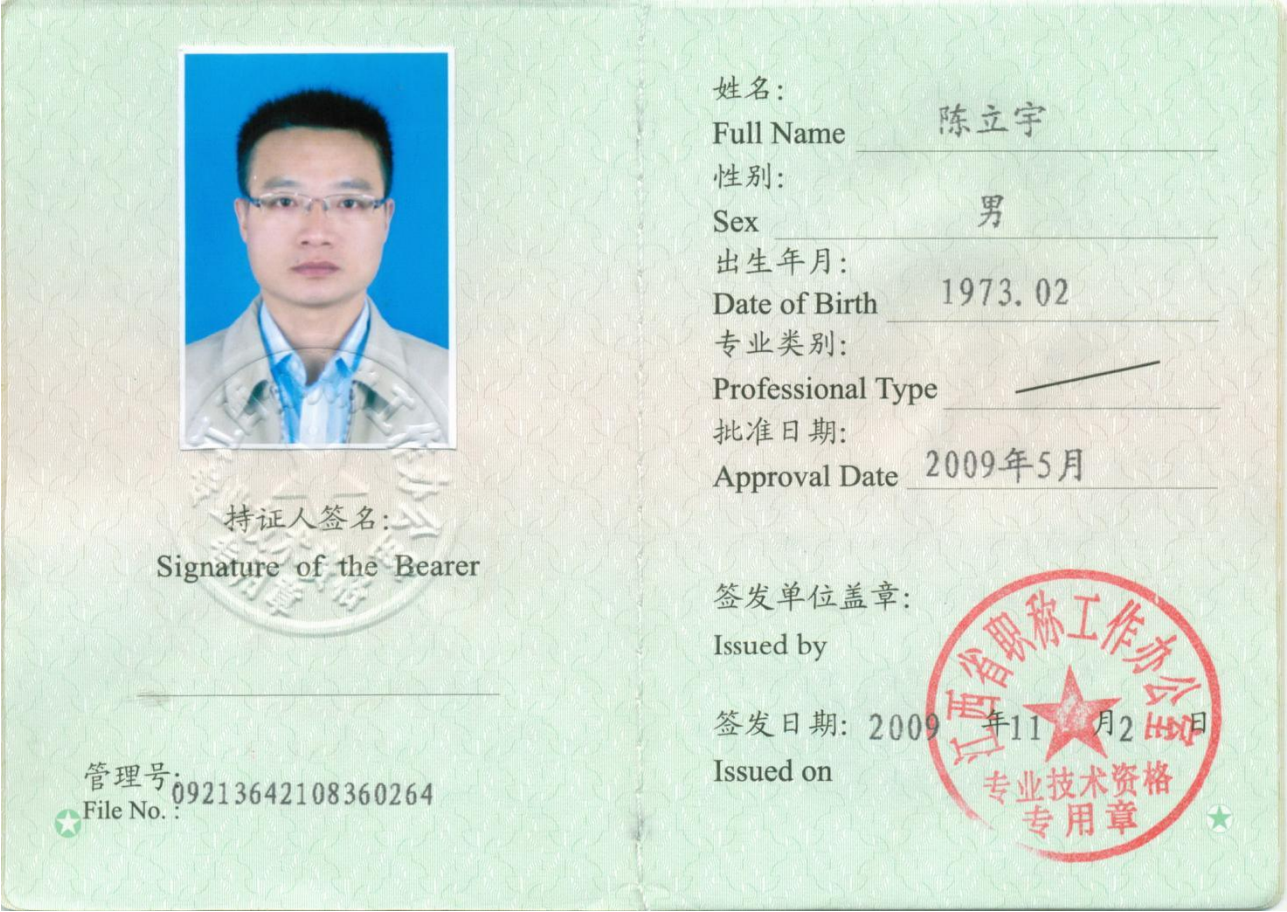 持证人签名:
Signature of the Bearer
管理号:
File No. :
09213642108360264
姓名:
Full Name
陈立宇
性别:
Sex
男
出生年月:
Date of Birth
1973.02
专业类别:
Professional Type
批准日期:
Approval Date
2009年5月
签发单位盖章:
Issued by
江西省职称工作办公室
专业技术资格
专用章
签发日期: 2009 年11 月2 日
Issued on